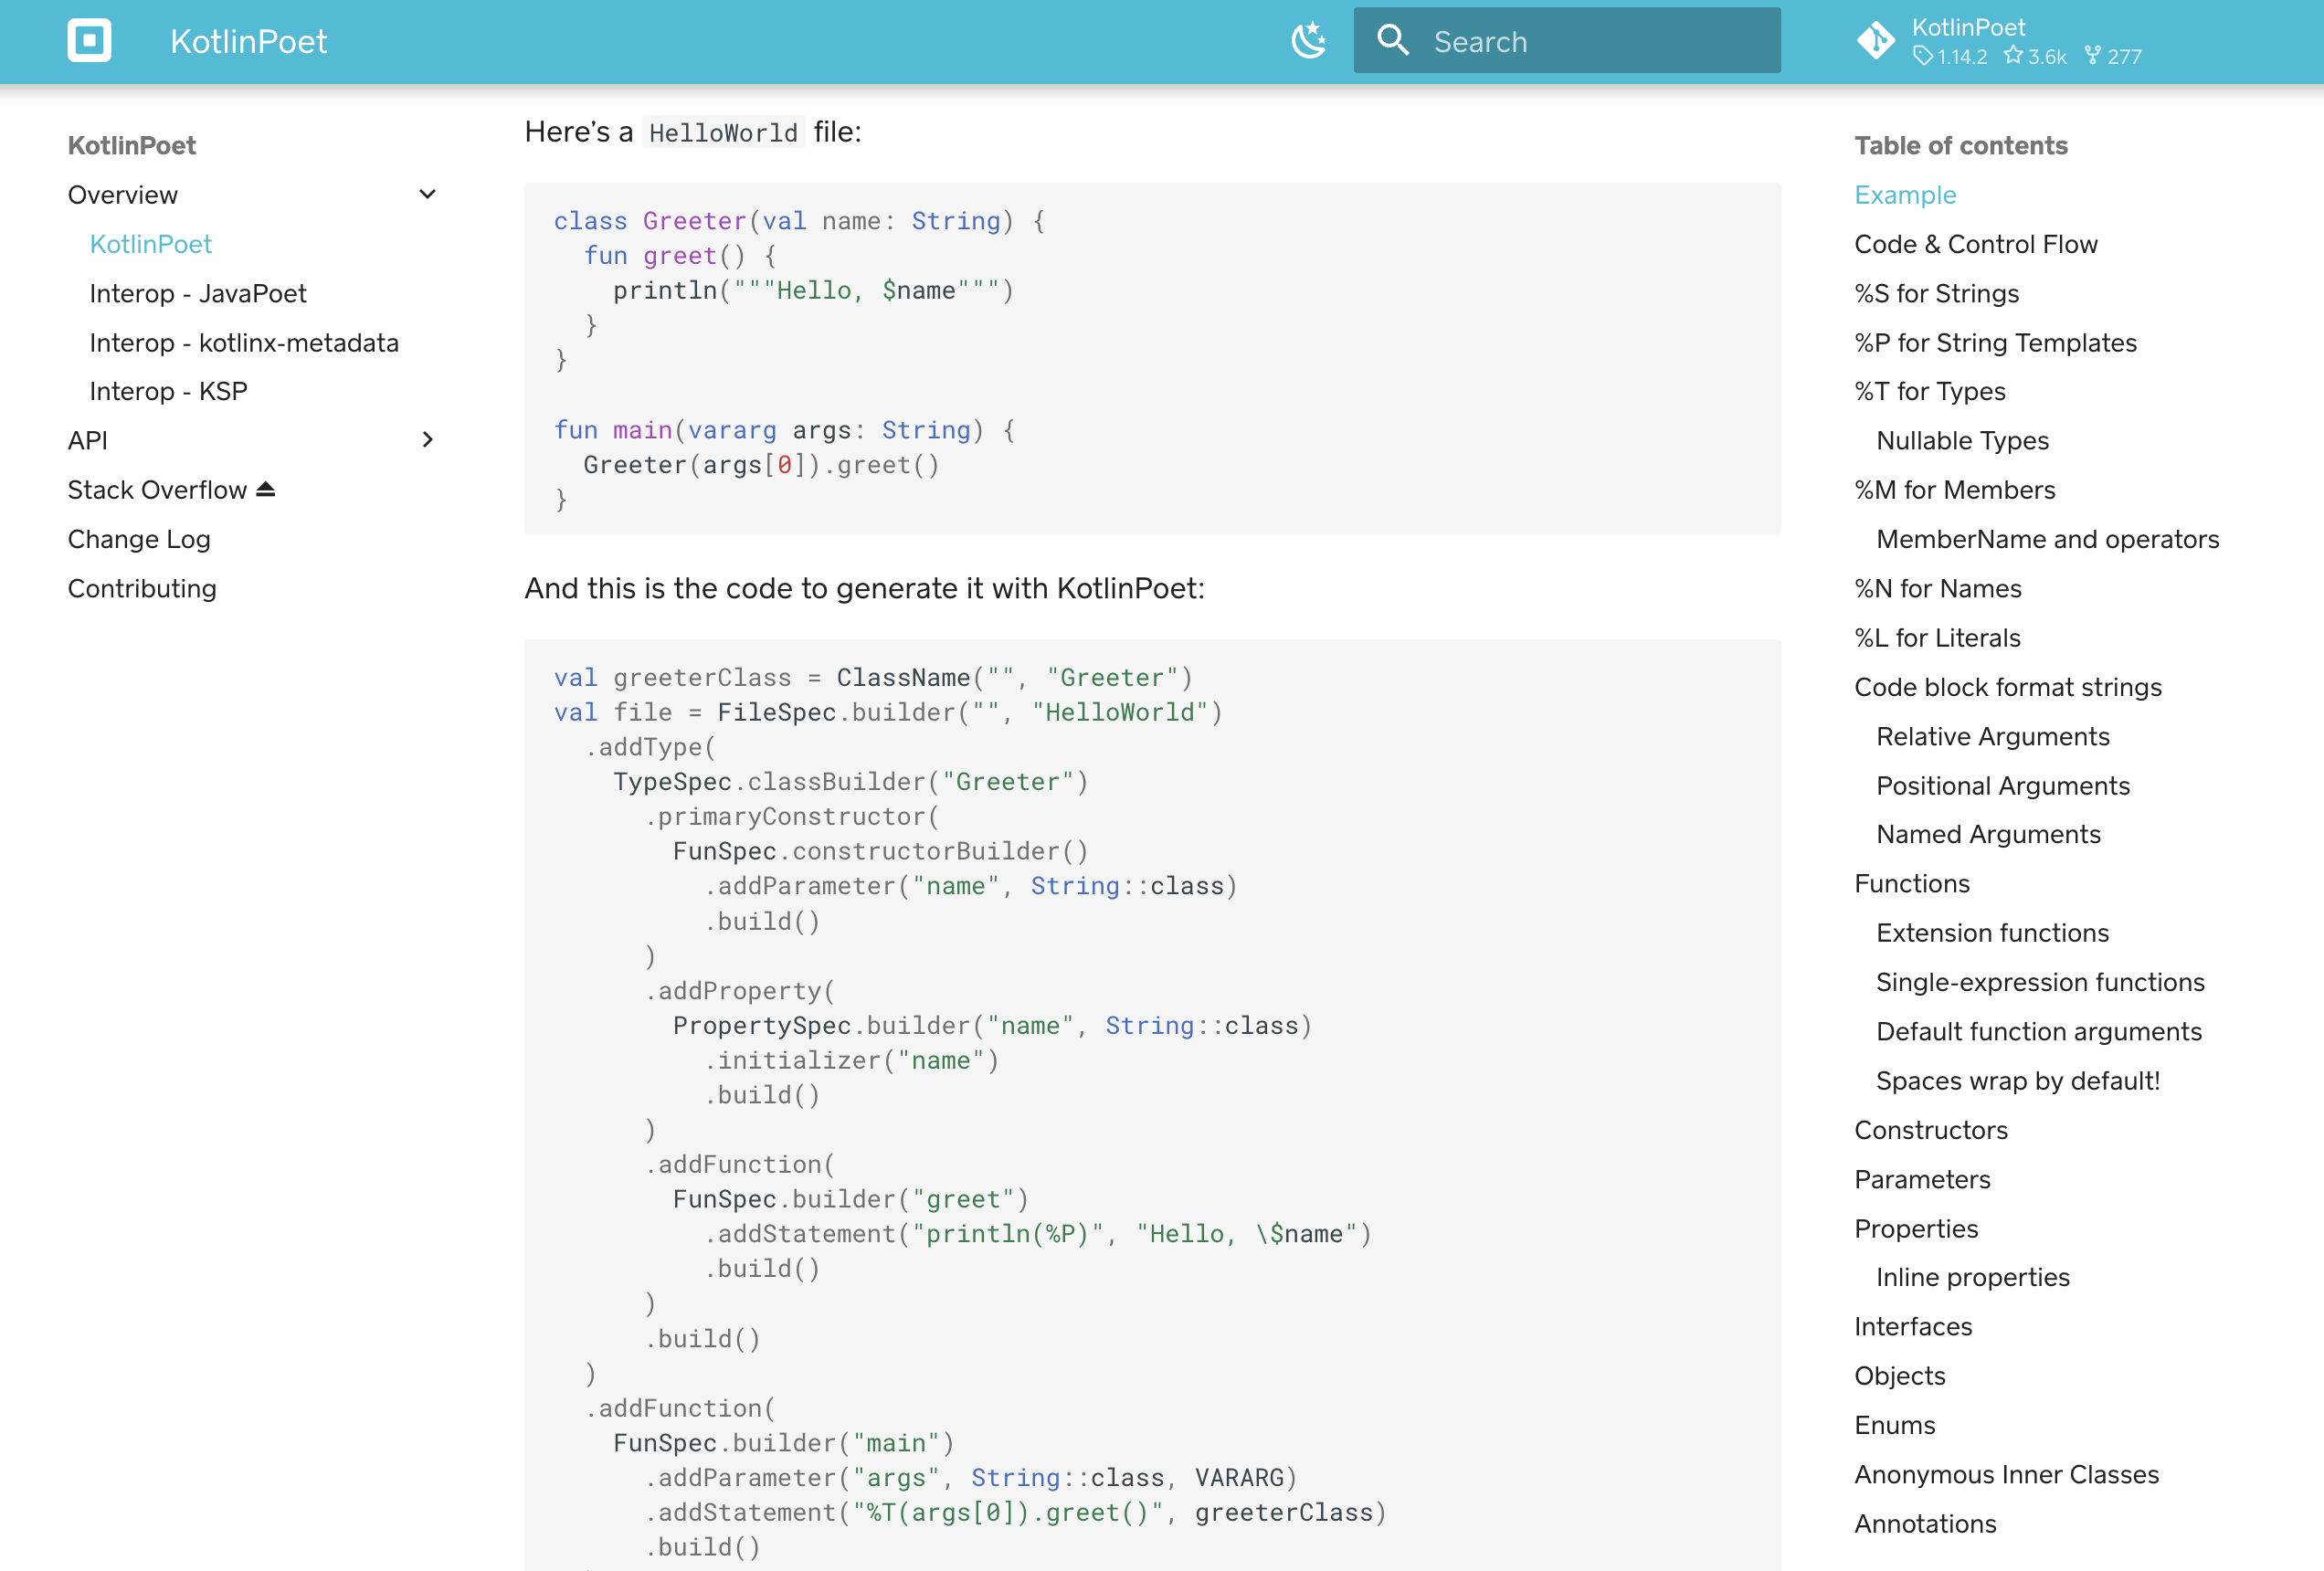 KotlinPoet
Search
KotlinPoet
1.14.2 3.6k 277
KotlinPoet
Overview
KotlinPoet
Interop - JavaPoet
Interop - kotlinx-metadata
Interop - KSP
API
Stack Overflow ⏏
Change Log
Contributing
Here’s a HelloWorld file:
class Greeter(val name: String) {
  fun greet() {
    println("""Hello, $name""")
  }
}

fun main(vararg args: String) {
  Greeter(args[0]).greet()
}
And this is the code to generate it with KotlinPoet:
val greeterClass = ClassName("", "Greeter")
val file = FileSpec.builder("", "HelloWorld")
  .addType(
    TypeSpec.classBuilder("Greeter")
      .primaryConstructor(
        FunSpec.constructorBuilder()
          .addParameter("name", String::class)
          .build()
      )
      .addProperty(
        PropertySpec.builder("name", String::class)
          .initializer("name")
          .build()
      )
      .addFunction(
        FunSpec.builder("greet")
          .addStatement("println(%P)", "Hello, \$name")
          .build()
      )
      .build()
  )
  .addFunction(
    FunSpec.builder("main")
      .addParameter("args", String::class, VARARG)
      .addStatement("%T(args[0]).greet()", greeterClass)
      .build()
Table of contents
Example
Code & Control Flow
%S for Strings
%P for String Templates
%T for Types
Nullable Types
%M for Members
MemberName and operators
%N for Names
%L for Literals
Code block format strings
Relative Arguments
Positional Arguments
Named Arguments
Functions
Extension functions
Single-expression functions
Default function arguments
Spaces wrap by default!
Constructors
Parameters
Properties
Inline properties
Interfaces
Objects
Enums
Anonymous Inner Classes
Annotations